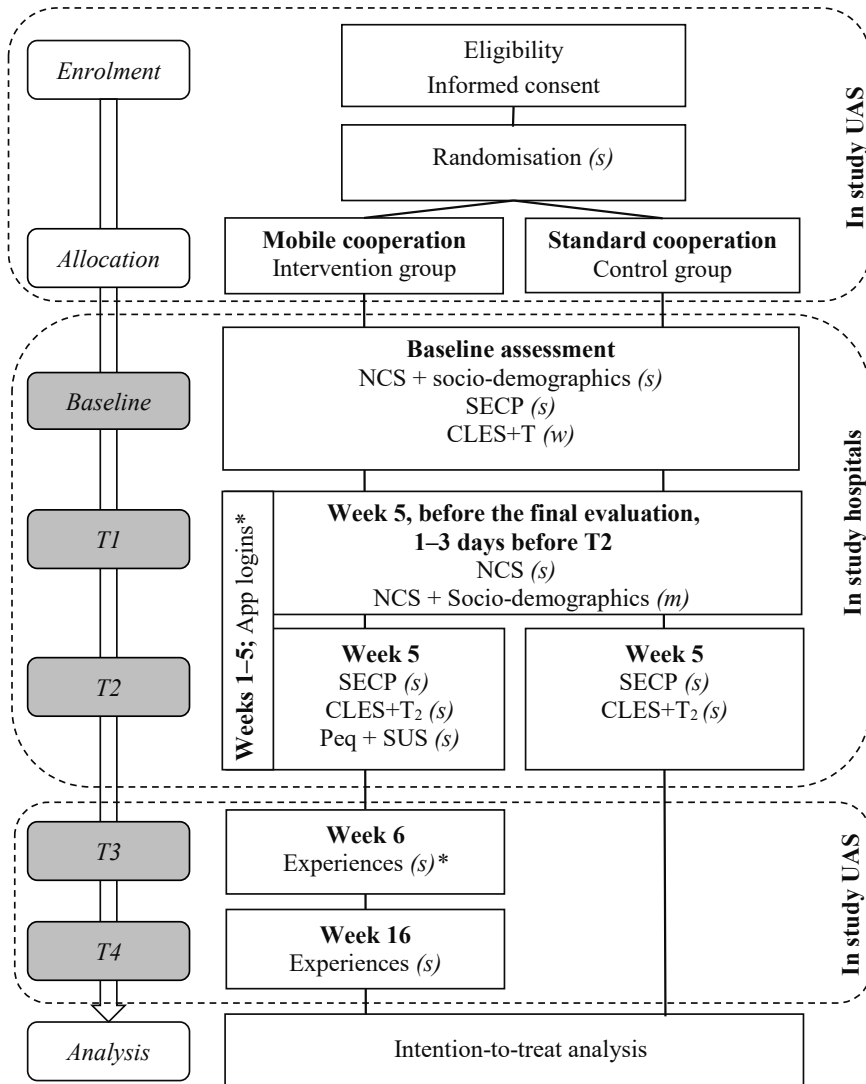 Enrolment
Eligibility
Informed consent
Randomisation (s)
In study UAS
Allocation
Mobile cooperation
Intervention group
Standard cooperation
Control group
Baseline
Baseline assessment
NCS + socio-demographics (s)
SECP (s)
CLES+T (w)
In study hospitals
T1
Weeks 1–5; App logins*
Week 5, before the final evaluation,
1–3 days before T2
NCS (s)
NCS + Socio-demographics (m)
T2
Week 5
SECP (s)
CLES+T₂ (s)
Peq + SUS (s)
Week 5
SECP (s)
CLES+T₂ (s)
T3
Week 6
Experiences (s)*
In study UAS
T4
Week 16
Experiences (s)
Analysis
Intention-to-treat analysis